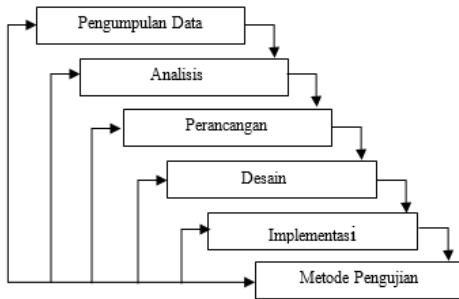 Pengumpulan Data
Analisis
Perancangan
Desain
Implementasi
Metode Pengujian